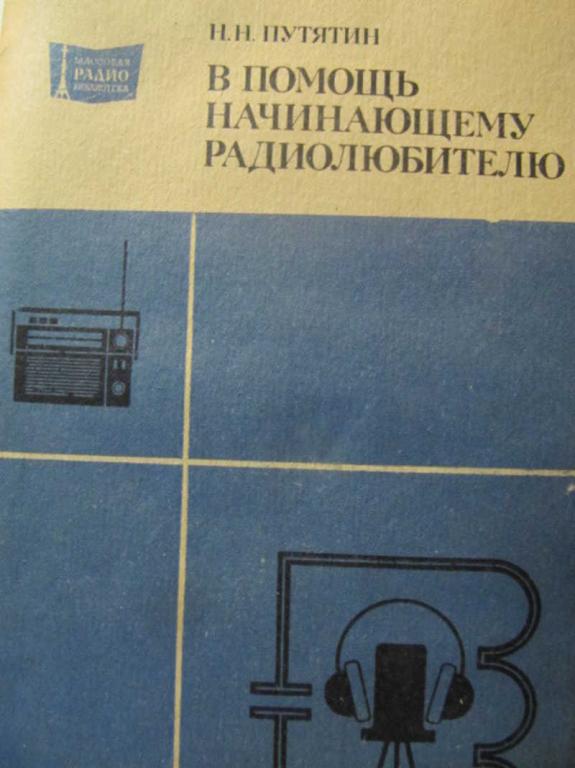 МАССОВАЯ
РАДИО
БИБЛИОТЕКА
Н. Н. ПУТЯТИН
В ПОМОЩЬ
НАЧИНАЮЩЕМУ
РАДИОЛЮБИТЕЛЮ